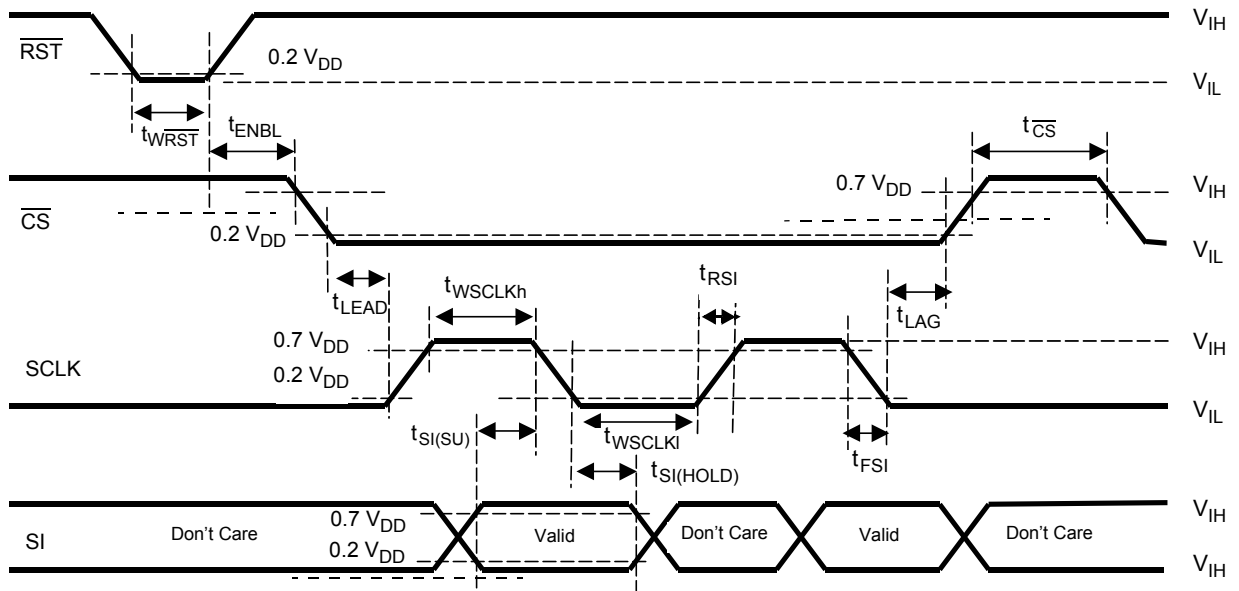 V_IH
RST
0.2 V_DD
V_IL
t_WRST
t_ENBL
t_CS
0.7 V_DD
V_IH
CS
0.2 V_DD
V_IL
t_LEAD
t_WSCLKh
t_RSI
t_LAG
0.7 V_DD
V_IH
SCLK
0.2 V_DD
V_IL
t_SI(SU)
t_WSCLKl
t_FSI
t_SI(HOLD)
0.7 V_DD
V_IH
SI
Don't Care
Valid
Don't Care
Valid
Don't Care
0.2 V_DD
V_IH